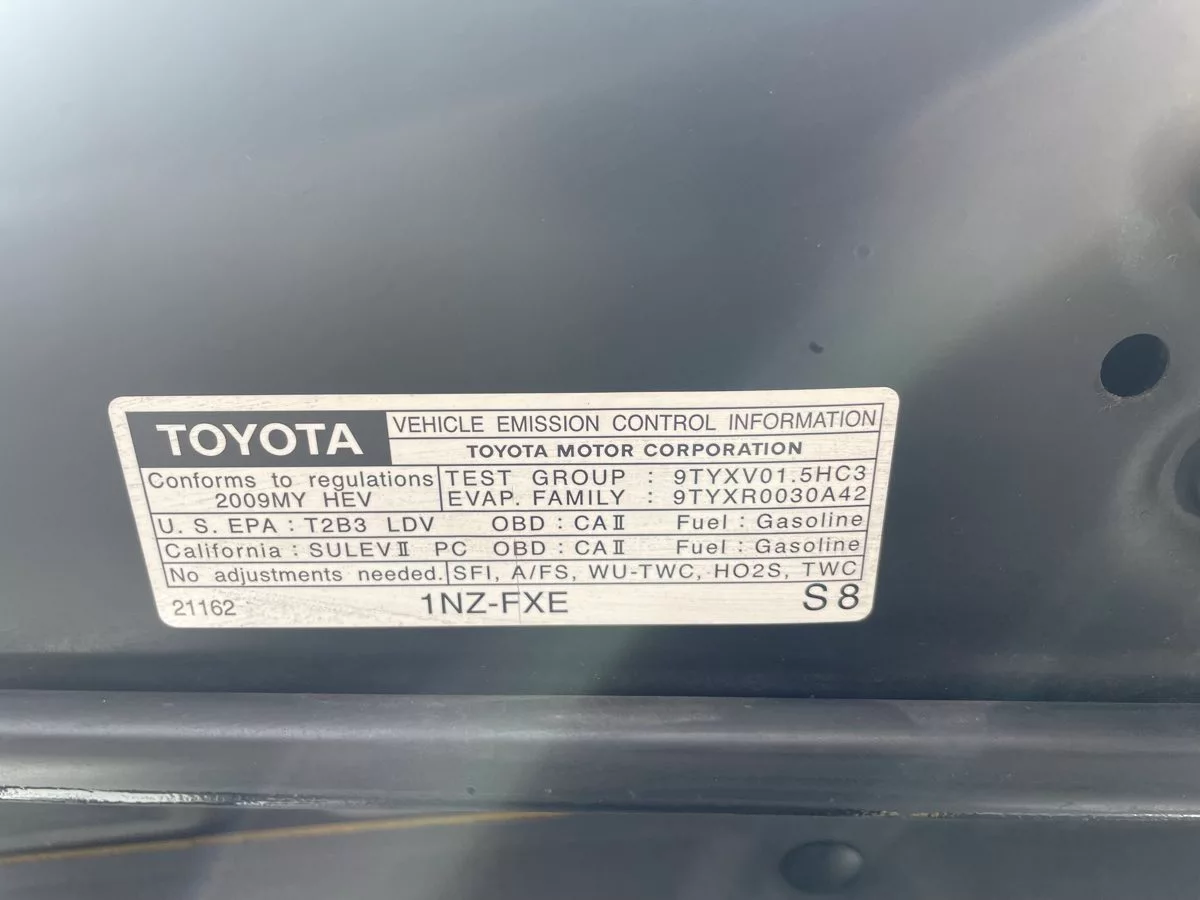 TOYOTA
VEHICLE EMISSION CONTROL INFORMATION
TOYOTA MOTOR CORPORATION
Conforms to regulations
2009MY HEV
TEST GROUP : 9TYXV01.5HC3
EVAP. FAMILY : 9TYXR0030A42
U. S. EPA : T2B3 LDV OBD : CAⅡ Fuel : Gasoline
California : SULEVⅡ PC OBD : CAⅡ Fuel : Gasoline
No adjustments needed. SFI, A/FS, WU-TWC, HO2S, TWC
21162 1NZ-FXE S8